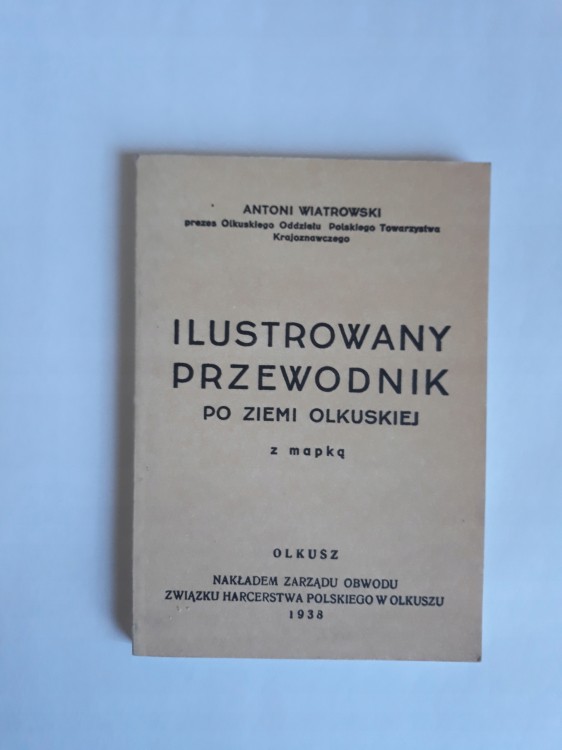 ANTONI WIATROWSKI
prezes Olkuskiego Oddziału Polskiego Towarzystwa
Krajoznawczego
ILUSTROWANY
PRZEWODNIK
PO ZIEMI OLKUSKIEJ
z mapką
OLKUSZ
NAKŁADEM ZARZĄDU OBWODU
ZWIĄZKU HARCERSTWA POLSKIEGO W OLKUSZU
1938